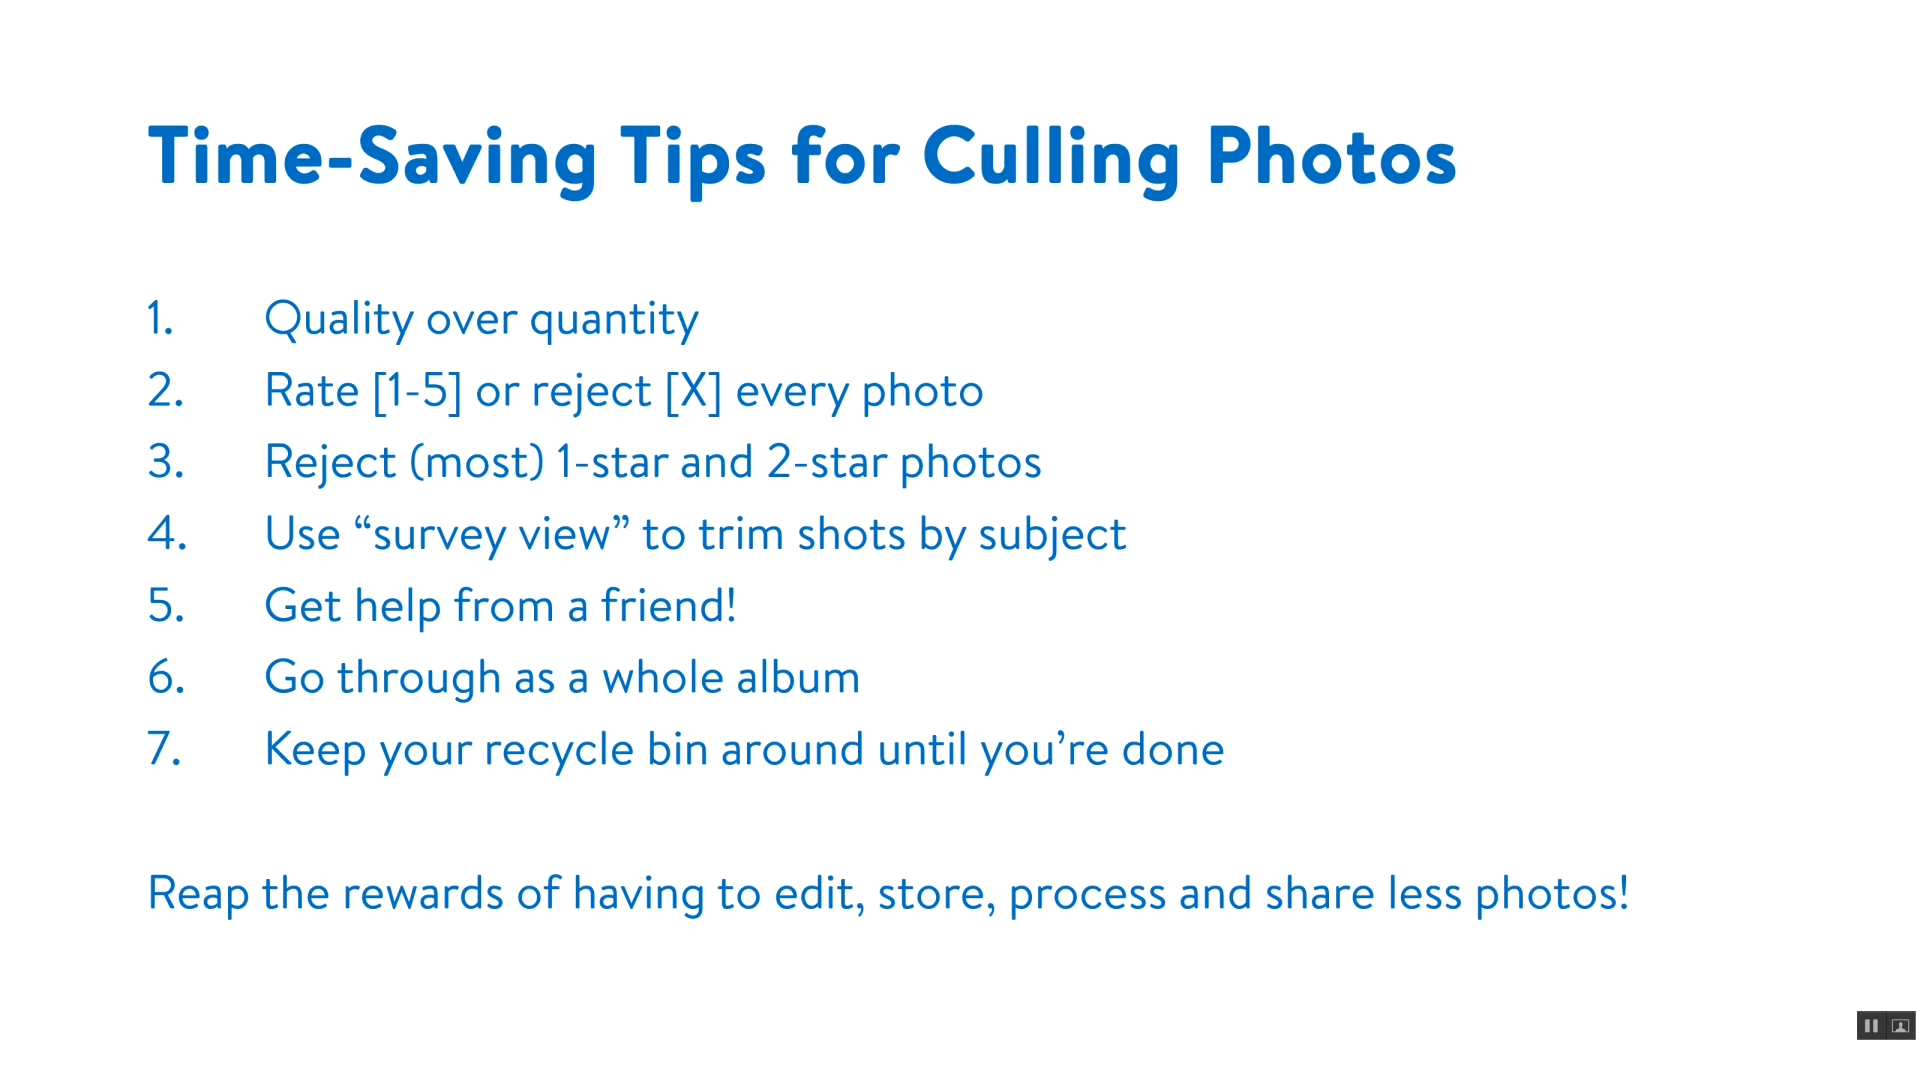 Time-Saving Tips for Culling Photos
1. Quality over quantity
2. Rate [1-5] or reject [X] every photo
3. Reject (most) 1-star and 2-star photos
4. Use “survey view” to trim shots by subject
5. Get help from a friend!
6. Go through as a whole album
7. Keep your recycle bin around until you’re done
Reap the rewards of having to edit, store, process and share less photos!